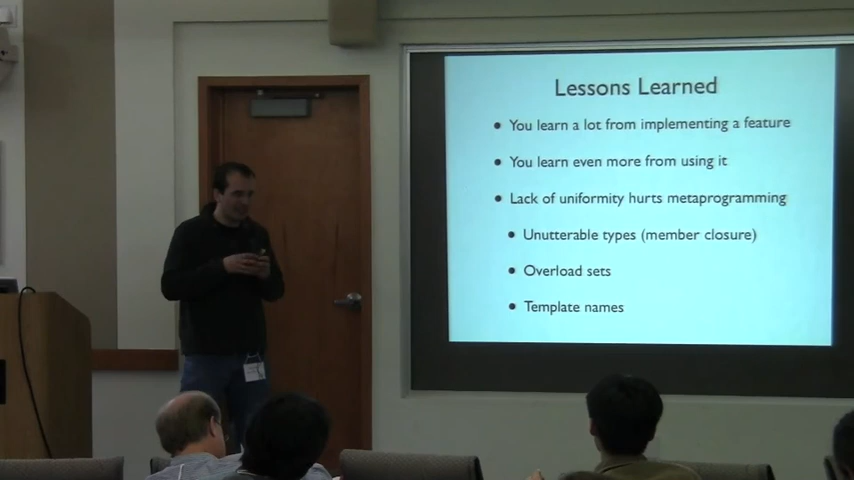 Lessons Learned
• You learn a lot from implementing a feature
• You learn even more from using it
• Lack of uniformity hurts metaprogramming
• Unutterable types (member closure)
• Overload sets
• Template names